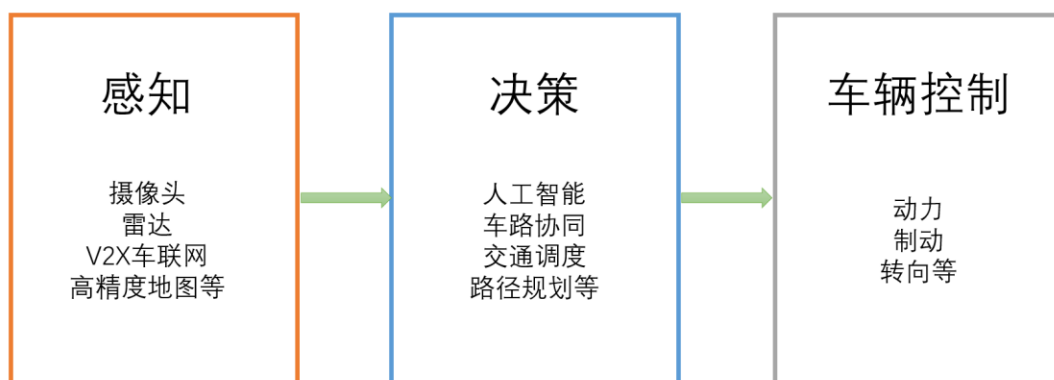 感知
摄像头
雷达
V2X车联网
高精度地图等
决策
人工智能
车路协同
交通调度
路径规划等
车辆控制
动力
制动
转向等